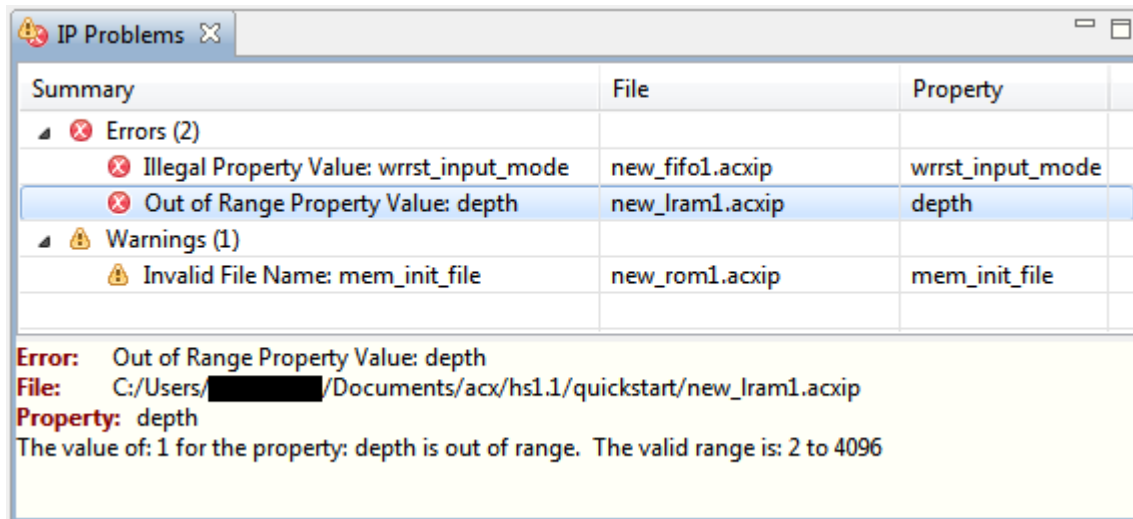 IP Problems
Summary File Property
Errors (2)
Illegal Property Value: wrrst_input_mode new_fifo1.acxip wrrst_input_mode
Out of Range Property Value: depth new_lram1.acxip depth
Warnings (1)
Invalid File Name: mem_init_file new_rom1.acxip mem_init_file
Error: Out of Range Property Value: depth
File: C:/Users/ /Documents/acx/hs1.1/quickstart/new_lram1.acxip
Property: depth
The value of: 1 for the property: depth is out of range. The valid range is: 2 to 4096